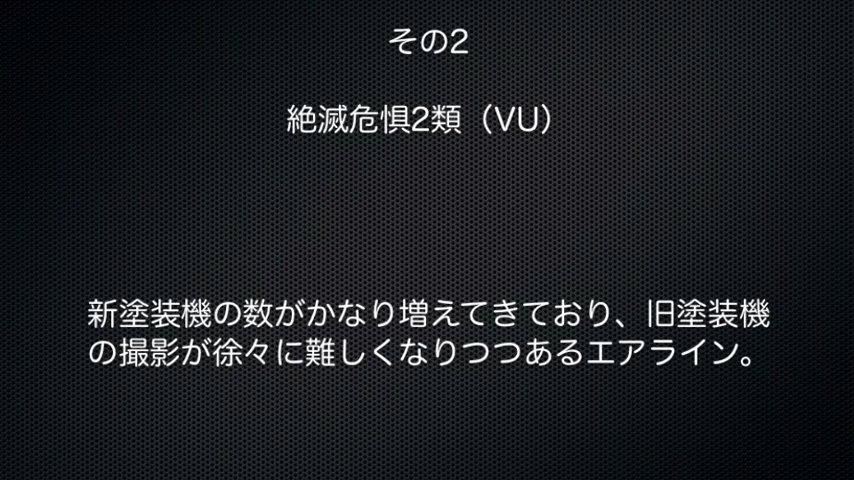 その2
絶滅危惧2類（VU）
新塗装機の数がかなり増えてきており、旧塗装機
の撮影が徐々に難しくなりつつあるエアライン。